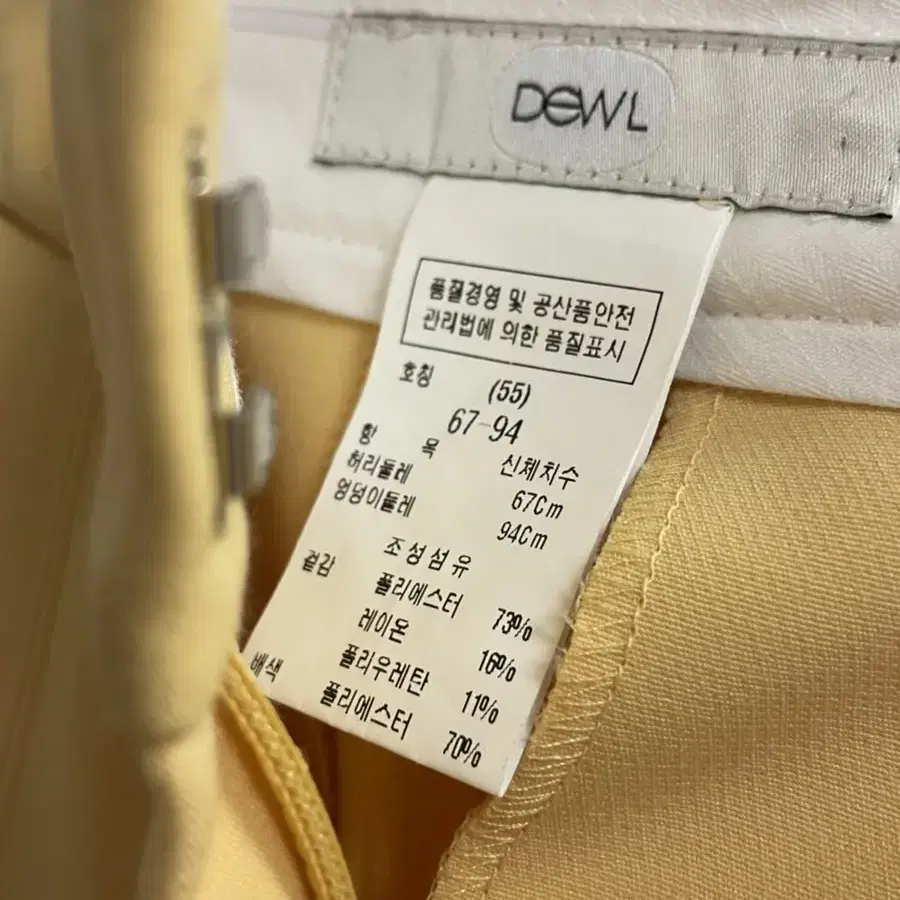 DEWL
품질경영 및 공산품안전
관리법에 의한 품질표시
호칭 (55)
67-94
항 목 신체치수
허리둘레 67Cm
엉덩이둘레 94Cm
조성섬유
겉감 폴리에스터 73%
레이온 16%
폴리우레탄 11%
배색 폴리에스터 70%